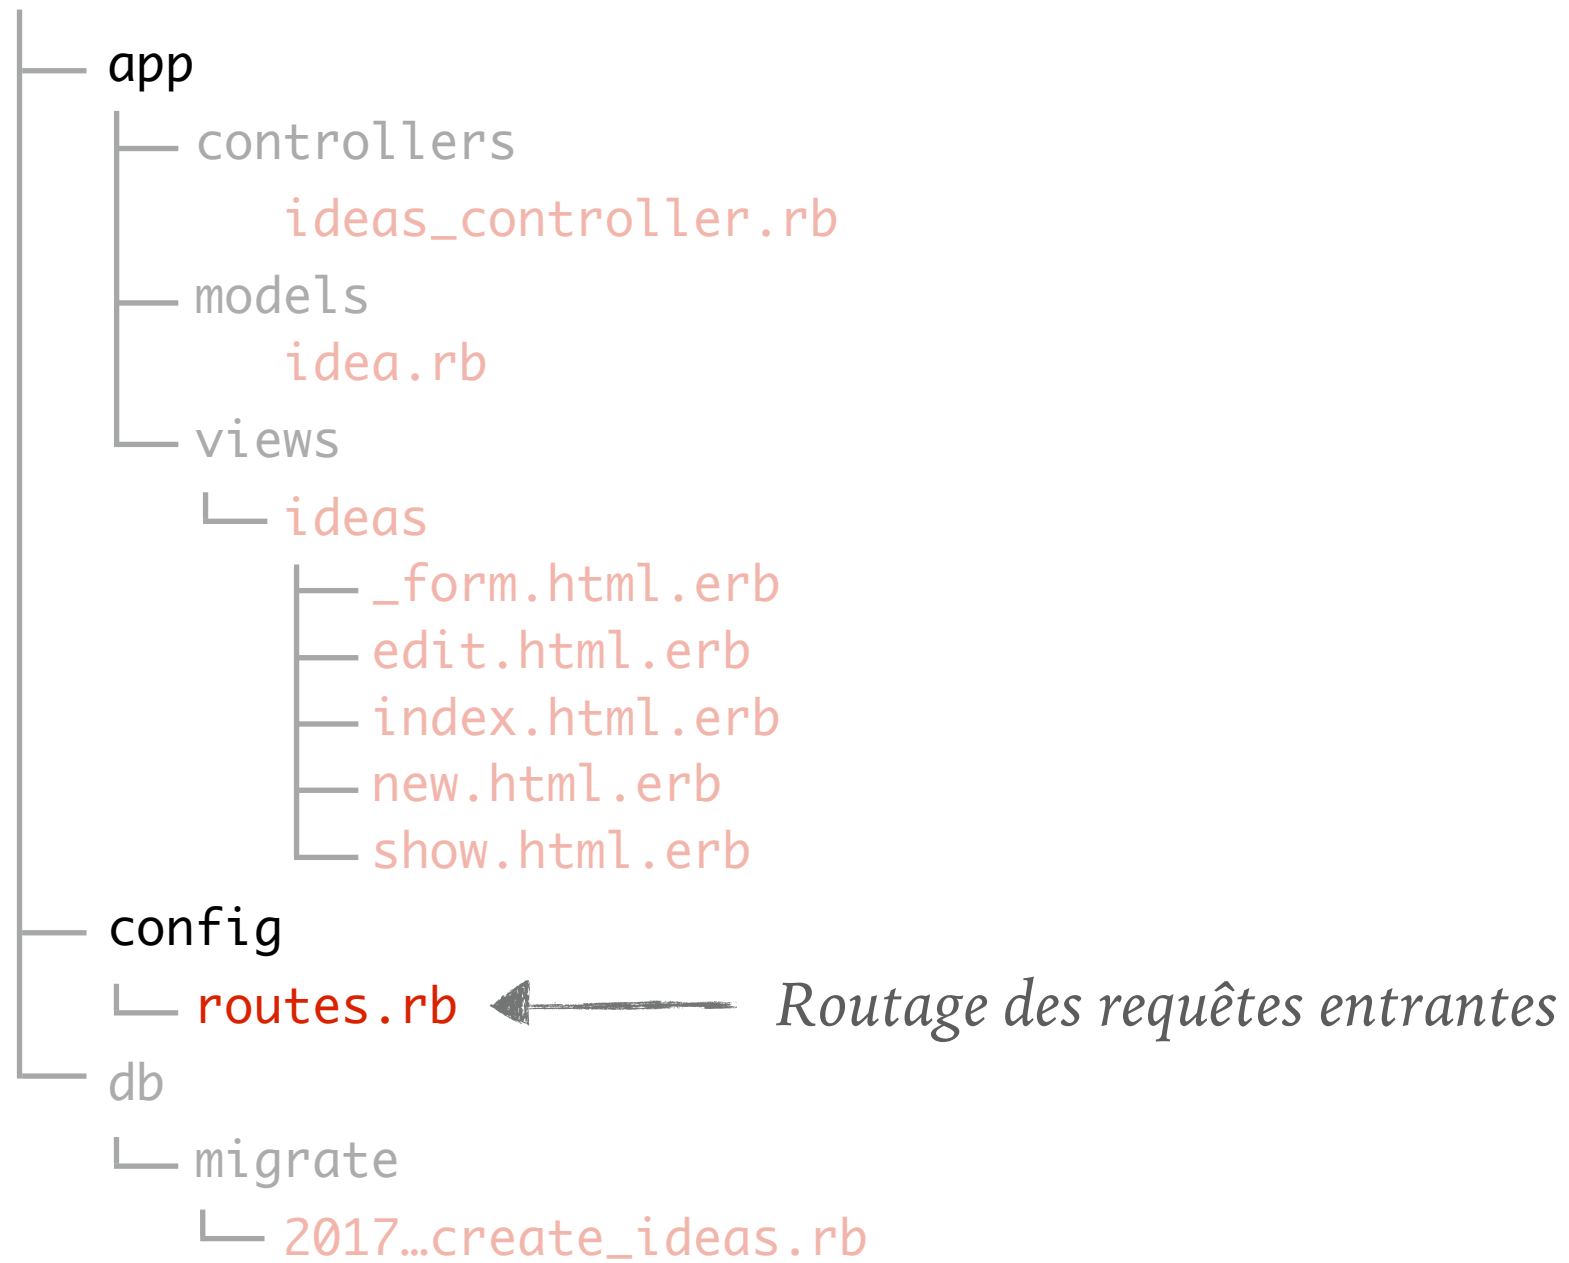 app
controllers
ideas_controller.rb
models
idea.rb
views
ideas
_form.html.erb
edit.html.erb
index.html.erb
new.html.erb
show.html.erb
config
routes.rb Routage des requêtes entrantes
db
migrate
2017…create_ideas.rb